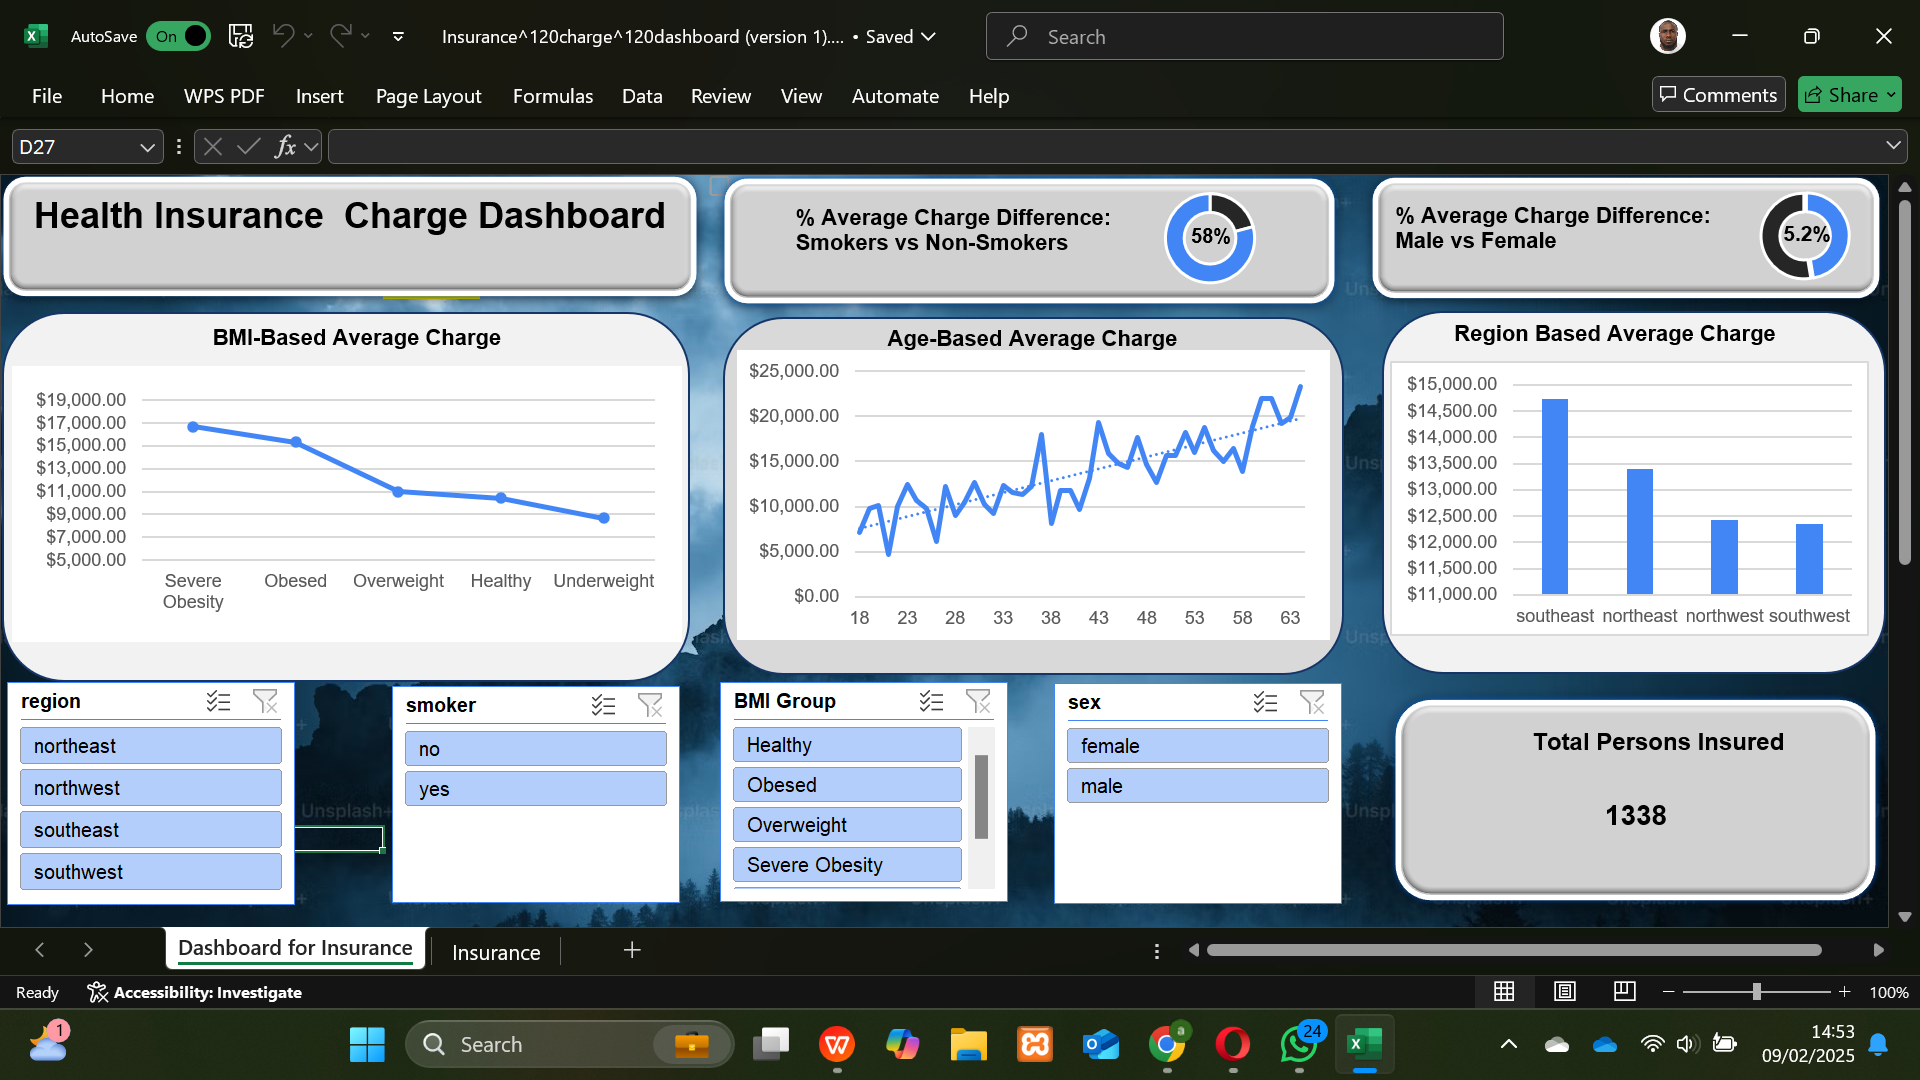 AutoSave On Insurance^120charge^120dashboard (version 1).... • Saved Search
File Home WPS PDF Insert Page Layout Formulas Data Review View Automate Help Comments Share
D27 fx
Health Insurance  Charge Dashboard
% Average Charge Difference:
Smokers vs Non-Smokers
58%
% Average Charge Difference:
Male vs Female
5.2%
BMI-Based Average Charge
$19,000.00
$17,000.00
$15,000.00
$13,000.00
$11,000.00
$9,000.00
$7,000.00
$5,000.00
Severe Obesity Obesed Overweight Healthy Underweight
Age-Based Average Charge
$25,000.00
$20,000.00
$15,000.00
$10,000.00
$5,000.00
$0.00
18 23 28 33 38 43 48 53 58 63
Region Based Average Charge
$15,000.00
$14,500.00
$14,000.00
$13,500.00
$13,000.00
$12,500.00
$12,000.00
$11,500.00
$11,000.00
southeast northeast northwest southwest
region
northeast
northwest
southeast
southwest
Unsplash+
smoker
no
yes
BMI Group
Healthy
Obesed
Overweight
Severe Obesity
sex
female
male
Total Persons Insured
1338
Dashboard for Insurance Insurance
Ready Accessibility: Investigate 100%
1 Search a 24 14:53
09/02/2025